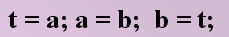 t = a; a = b; b = t;